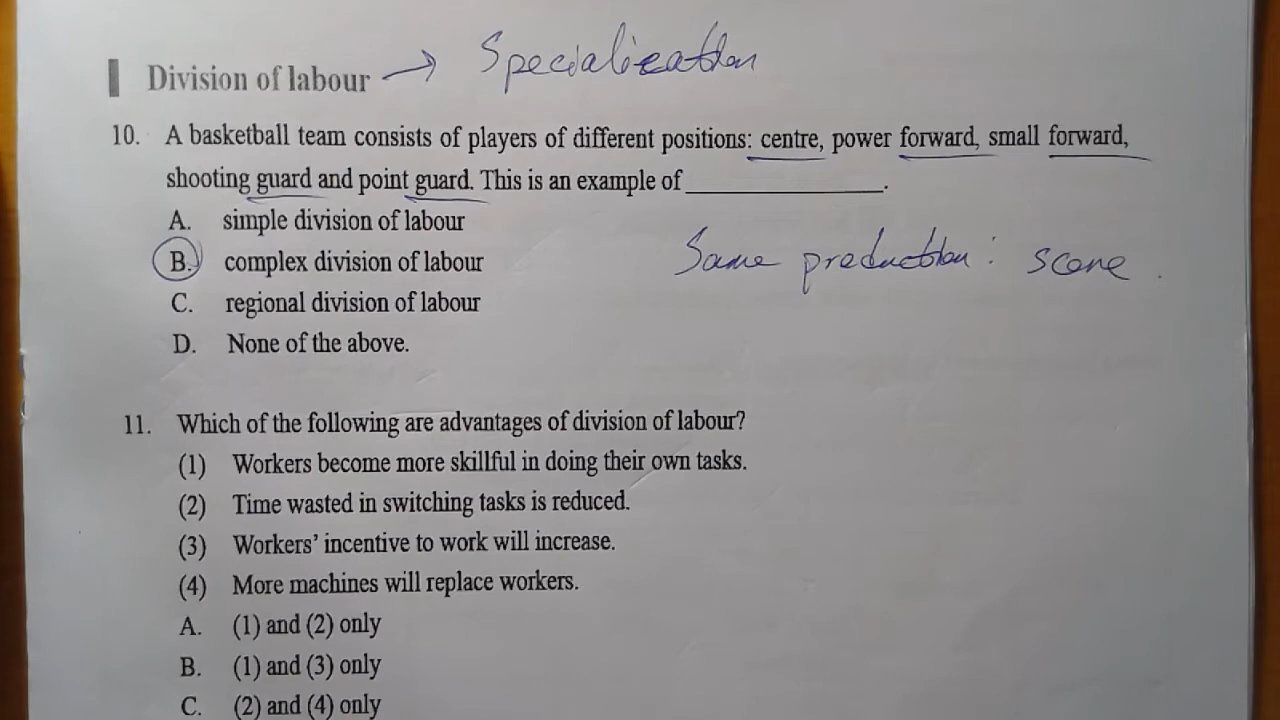 Division of labour → Specialization
10. A basketball team consists of players of different positions: centre, power forward, small forward,
shooting guard and point guard. This is an example of ________________.
A. simple division of labour
B. complex division of labour
Same production: score.
C. regional division of labour
D. None of the above.
11. Which of the following are advantages of division of labour?
(1) Workers become more skillful in doing their own tasks.
(2) Time wasted in switching tasks is reduced.
(3) Workers' incentive to work will increase.
(4) More machines will replace workers.
A. (1) and (2) only
B. (1) and (3) only
C. (2) and (4) only